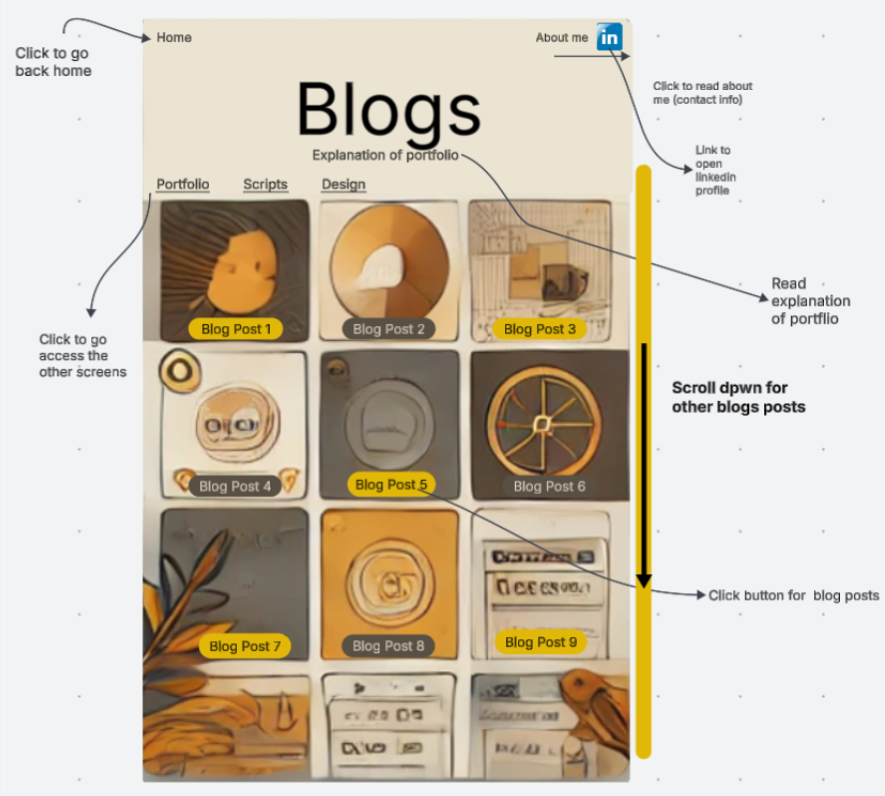 Home
About me in
Click to go
back home
Click to read about
me (contact info)
Blogs
Explanation of portfolio
Link to
open
linkedin
profile
Portfolio Scripts Design
Read
explanation
of portflio
Blog Post 1 Blog Post 2 Blog Post 3
Click to go
access the
other screens
Scroll dpwn for
other blogs posts
Blog Post 4 Blog Post 5 Blog Post 6
Click button for blog posts
Blog Post 7 Blog Post 8 Blog Post 9